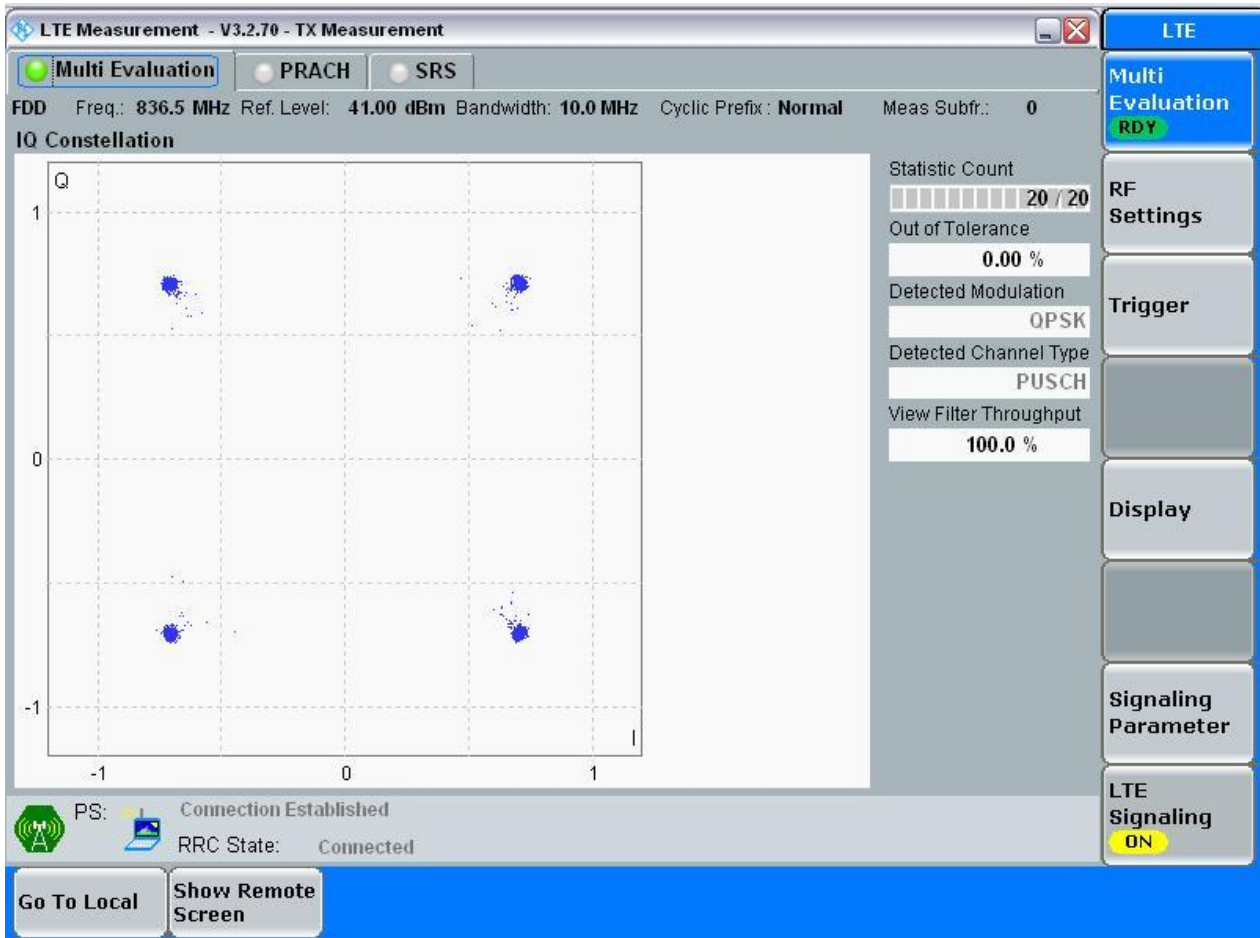 LTE Measurement - V3.2.70 - TX Measurement
LTE
Multi Evaluation PRACH SRS
FDD Freq.: 836.5 MHz Ref. Level: 41.00 dBm Bandwidth: 10.0 MHz Cyclic Prefix : Normal Meas Subfr.: 0
IQ Constellation
Q
1
0
-1
I
-1 0 1
Statistic Count
20 / 20
Out of Tolerance
0.00 %
Detected Modulation
QPSK
Detected Channel Type
PUSCH
View Filter Throughput
100.0 %
Multi
Evaluation
RDY
RF
Settings
Trigger
Display
Signaling
Parameter
LTE
Signaling
ON
PS: Connection Established
RRC State: Connected
Go To Local
Show Remote
Screen